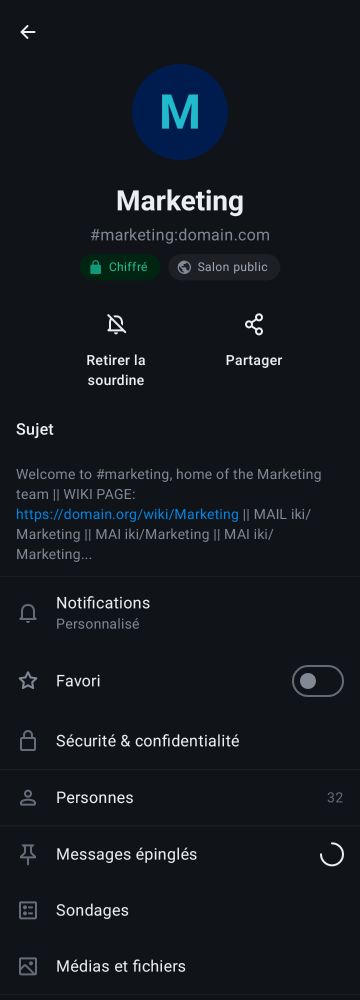 M
Marketing
#marketing:domain.com
Chiffré
Salon public
Retirer la
sourdine
Partager
Sujet
Welcome to #marketing, home of the Marketing
team || WIKI PAGE:
https://domain.org/wiki/Marketing || MAIL iki/
Marketing || MAI iki/Marketing || MAI iki/
Marketing...
Notifications
Personnalisé
Favori
Sécurité & confidentialité
Personnes 32
Messages épinglés
Sondages
Médias et fichiers